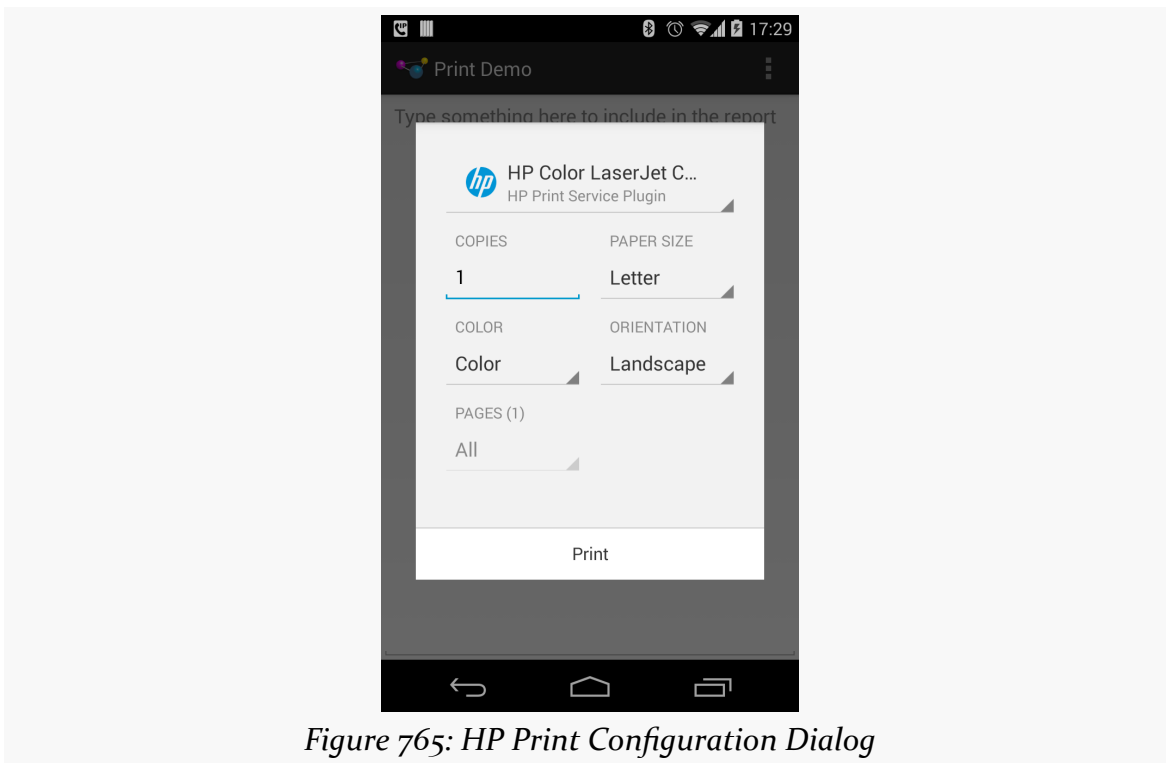 17:29
Print Demo
Type something here to include in the report
hp
HP Color LaserJet C...
HP Print Service Plugin
COPIES PAPER SIZE
1 Letter
COLOR ORIENTATION
Color Landscape
PAGES (1)
All
Print
Figure 765: HP Print Configuration Dialog